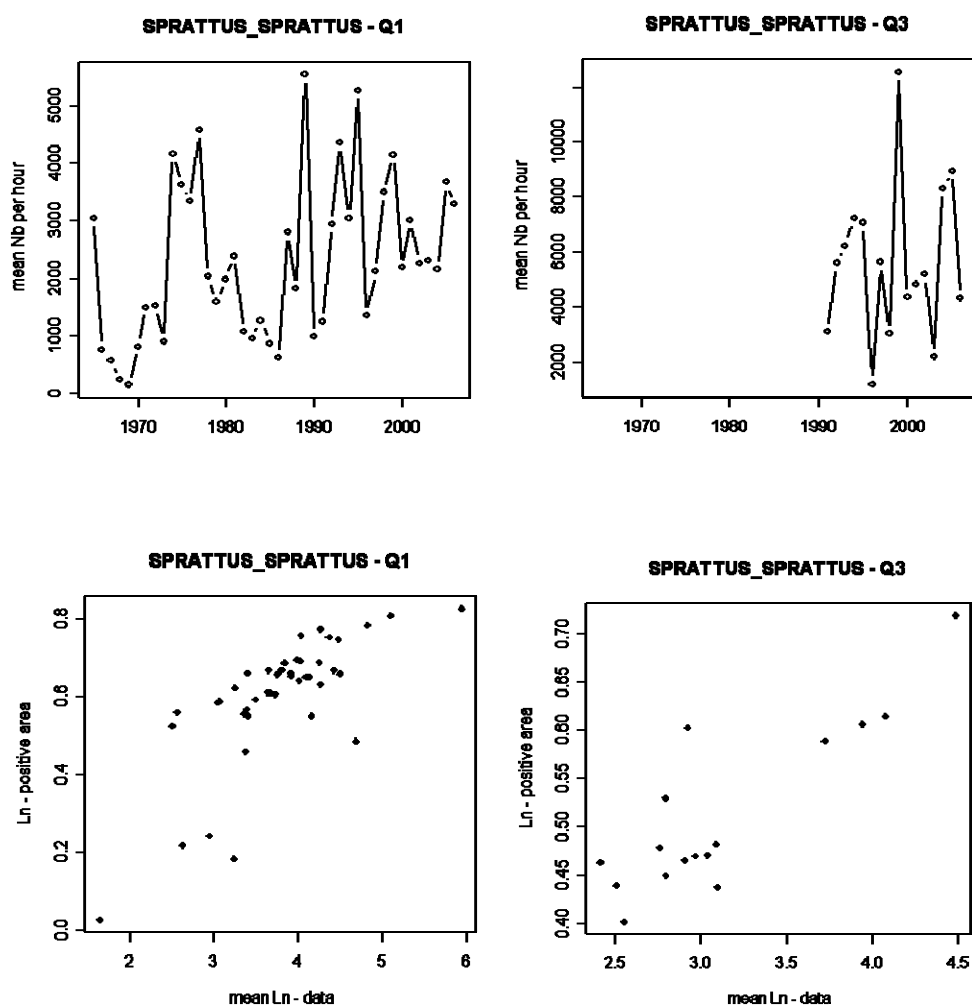 SPRATTUS_SPRATTUS - Q1
mean Nb per hour
5000
4000
3000
2000
1000
0
1970 1980 1990 2000
SPRATTUS_SPRATTUS - Q3
mean Nb per hour
10000
8000
6000
4000
2000
1970 1980 1990 2000
SPRATTUS_SPRATTUS - Q1
Ln - positive area
0.8
0.6
0.4
0.2
0.0
2 3 4 5 6
mean Ln - data
SPRATTUS_SPRATTUS - Q3
Ln - positive area
0.70
0.65
0.60
0.55
0.50
0.45
0.40
2.5 3.0 3.5 4.0 4.5
mean Ln - data